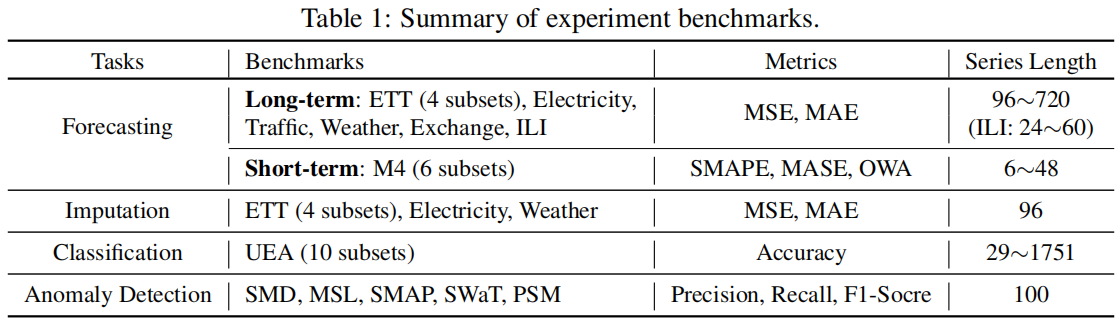 Table 1: Summary of experiment benchmarks.
Tasks Benchmarks Metrics Series Length
Forecasting
Long-term: ETT (4 subsets), Electricity,
Traffic, Weather, Exchange, ILI
MSE, MAE
96∼720
(ILI: 24∼60)
Short-term: M4 (6 subsets) SMAPE, MASE, OWA 6∼48
Imputation ETT (4 subsets), Electricity, Weather MSE, MAE 96
Classification UEA (10 subsets) Accuracy 29∼1751
Anomaly Detection SMD, MSL, SMAP, SWaT, PSM Precision, Recall, F1-Socre 100